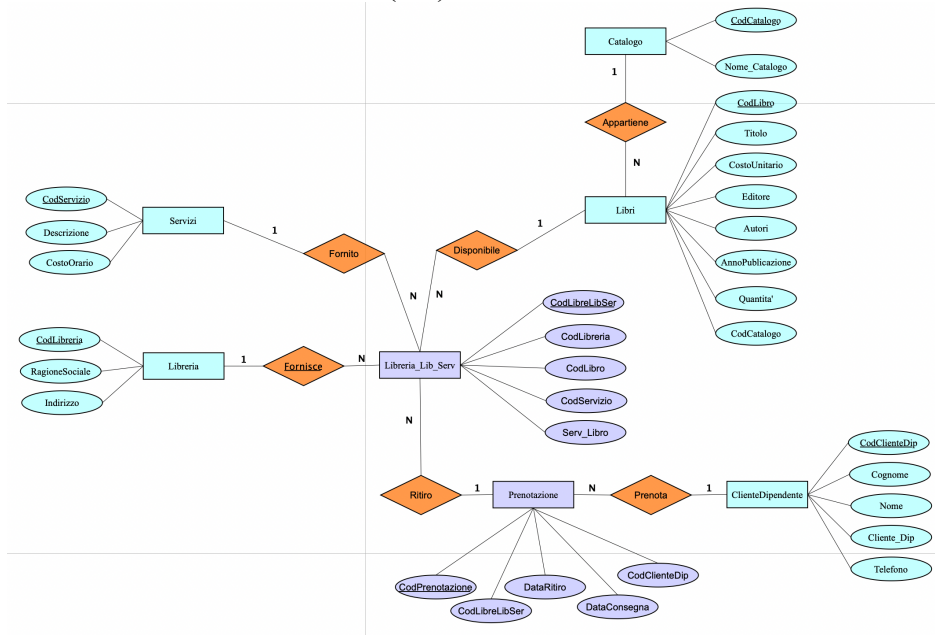 CodCatalogo
Catalogo
Nome_Catalogo
1
Appartiene
N
CodLibro
Titolo
CostoUnitario
Editore
Libri
Autori
AnnoPublicazione
Quantita'
CodCatalogo
CodServizio
Descrizione
CostoOrario
Servizi
1
Fornito
N
Disponibile
1
N
CodLibreria
RagioneSociale
Indirizzo
Libreria
1
Fornisce
N
Libreria_Lib_Serv
CodLibreLibSer
CodLibreria
CodLibro
CodServizio
Serv_Libro
N
Ritiro
1
Prenotazione
N
Prenota
1
ClienteDipendente
CodClienteDip
Cognome
Nome
Cliente_Dip
Telefono
CodPrenotazione
CodLibreLibSer
DataRitiro
DataConsegna
CodClienteDip